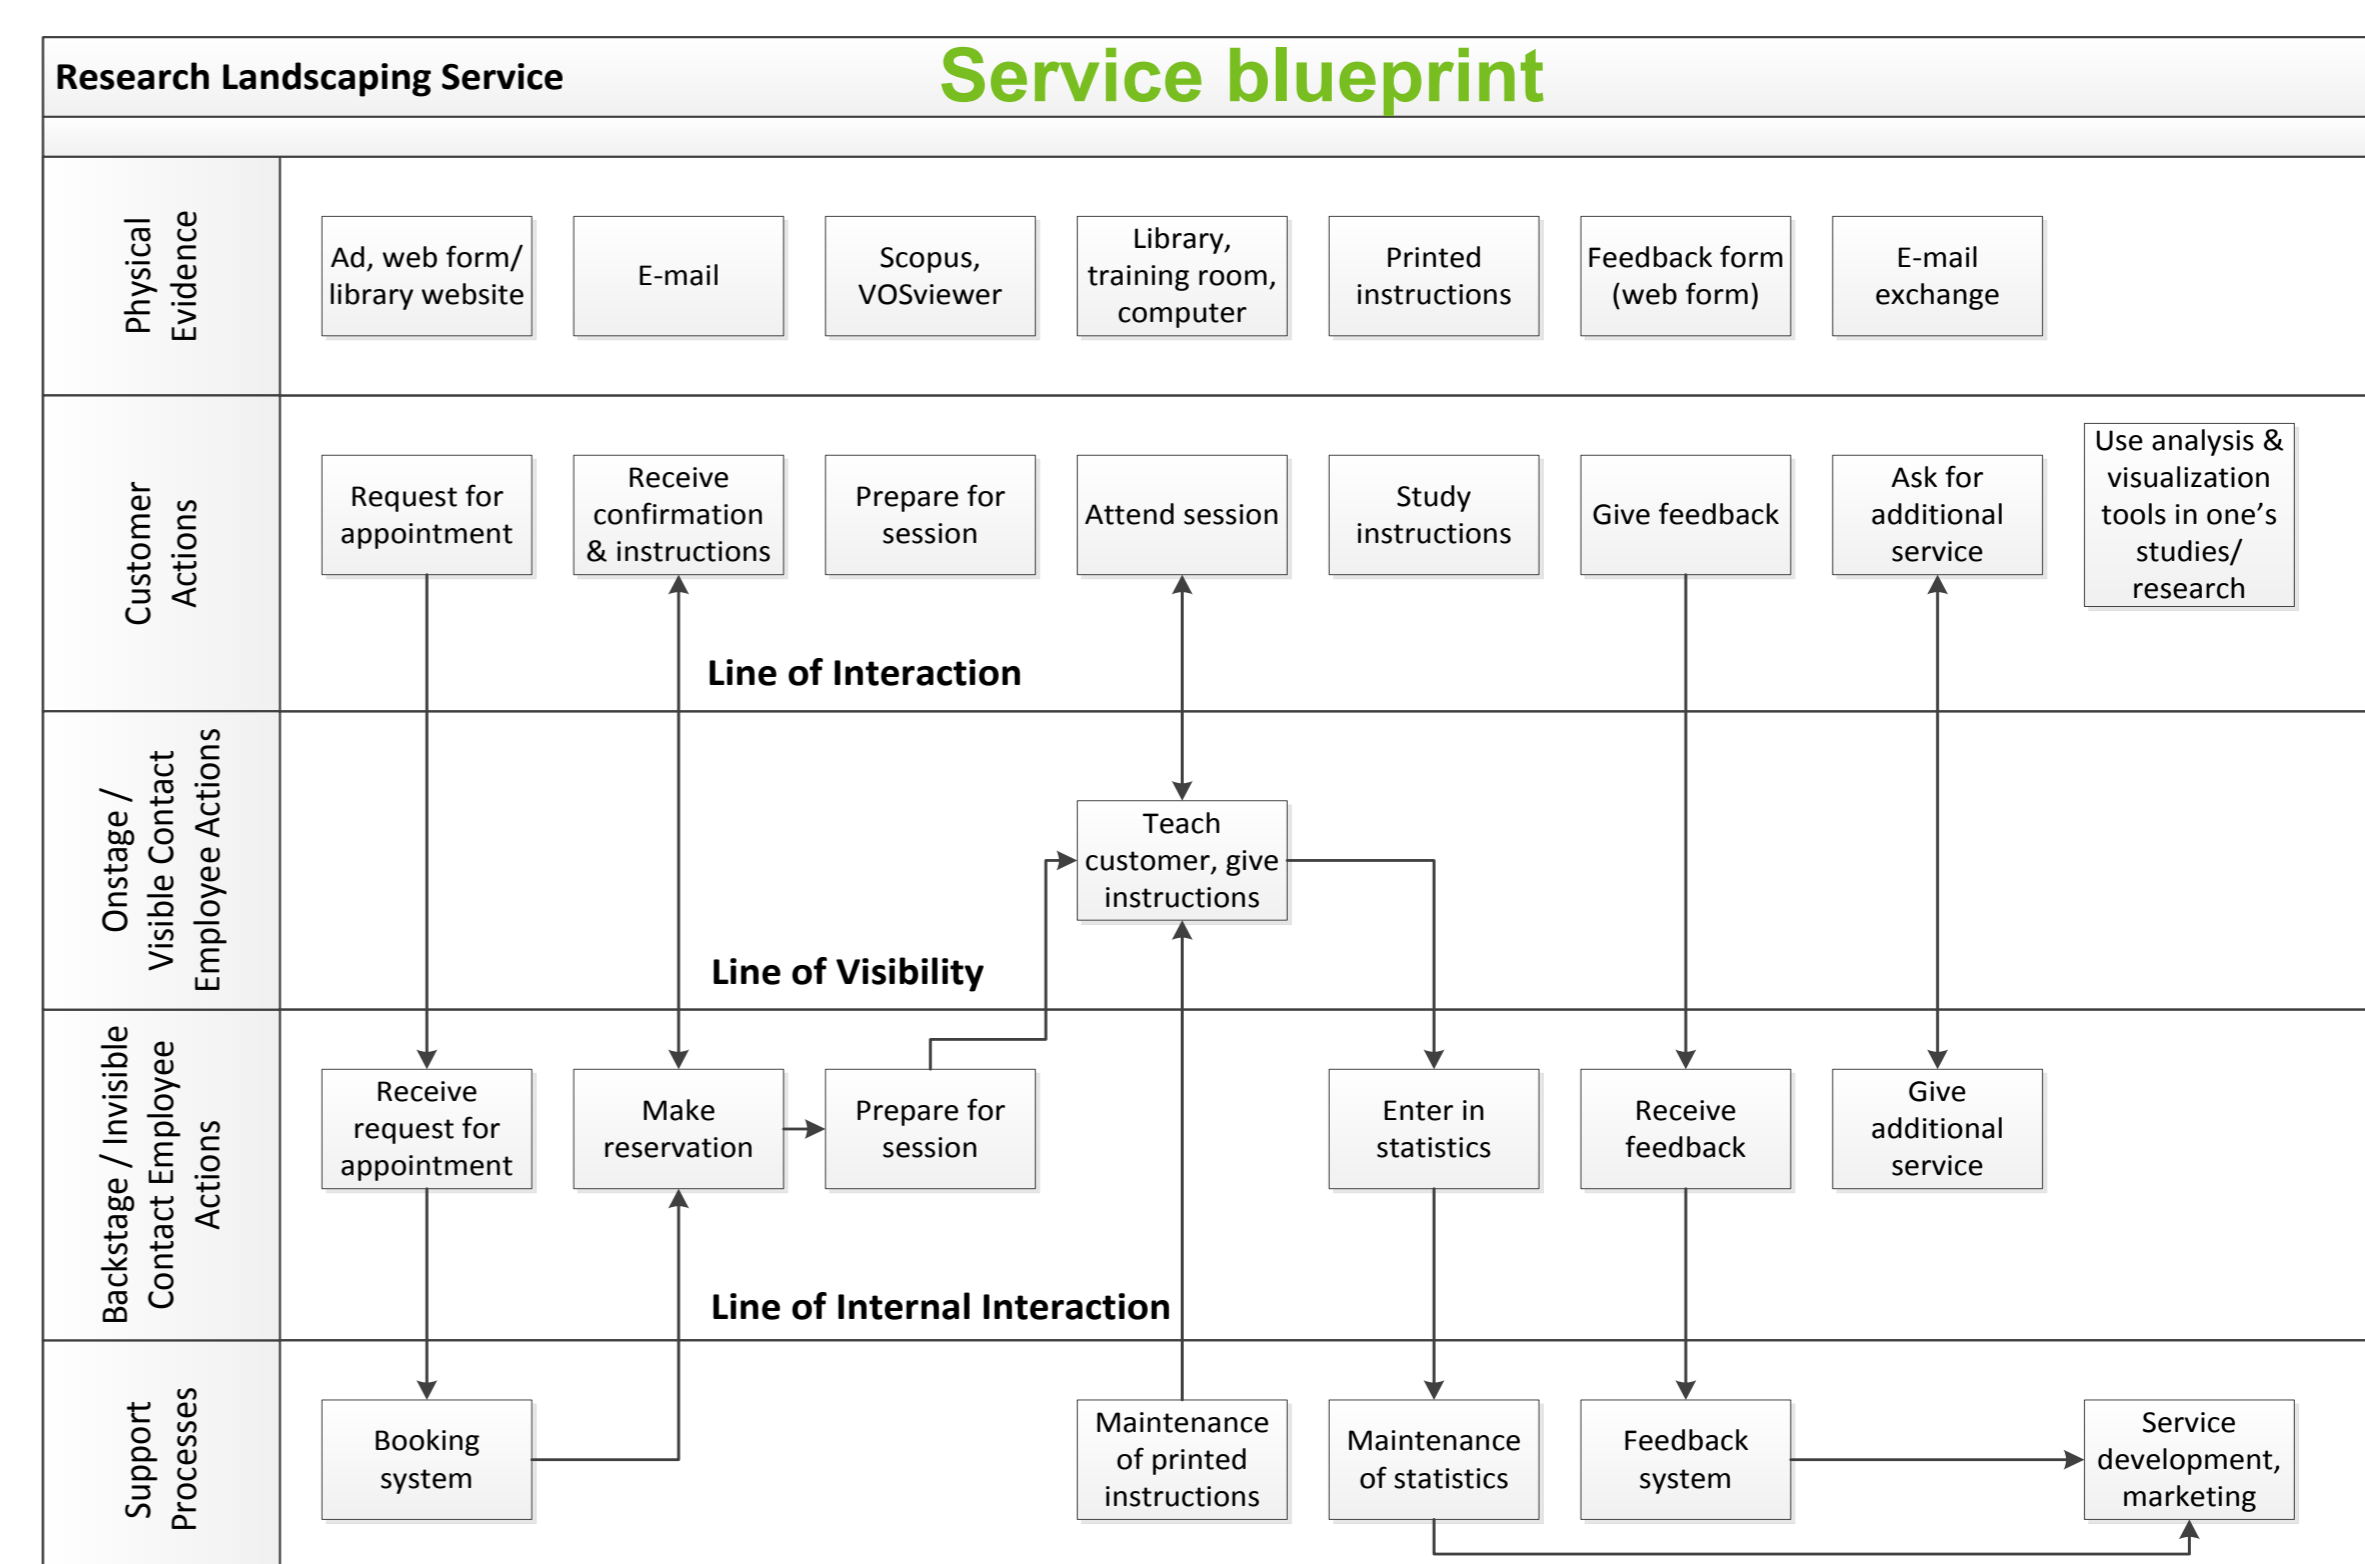 Research Landscaping Service
Service blueprint
Physical
Evidence
Ad, web form/
library website
E-mail
Scopus,
VOSviewer
Library,
training room,
computer
Printed
instructions
Feedback form
(web form)
E-mail
exchange
Customer
Actions
Request for
appointment
Receive
confirmation
& instructions
Prepare for
session
Attend session
Study
instructions
Give feedback
Ask for
additional
service
Use analysis &
visualization
tools in one's
studies/
research
Line of Interaction
Onstage /
Visible Contact
Employee Actions
Teach
customer, give
instructions
Line of Visibility
Backstage / Invisible
Contact Employee
Actions
Receive
request for
appointment
Make
reservation
Prepare for
session
Enter in
statistics
Receive
feedback
Give
additional
service
Line of Internal Interaction
Support
Processes
Booking
system
Maintenance
of printed
instructions
Maintenance
of statistics
Feedback
system
Service
development,
marketing